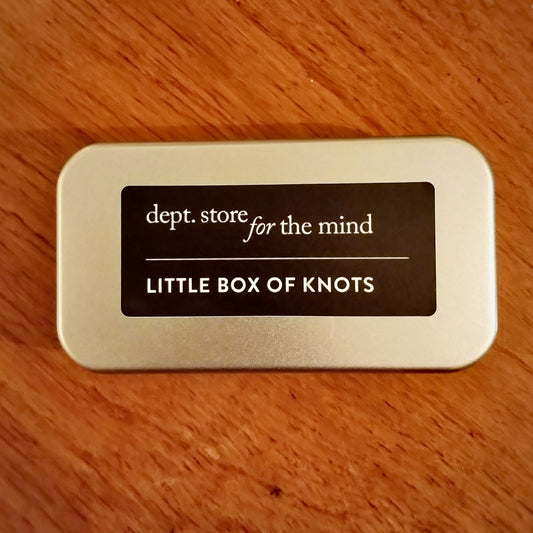 dept. store for the mind
LITTLE BOX OF KNOTS